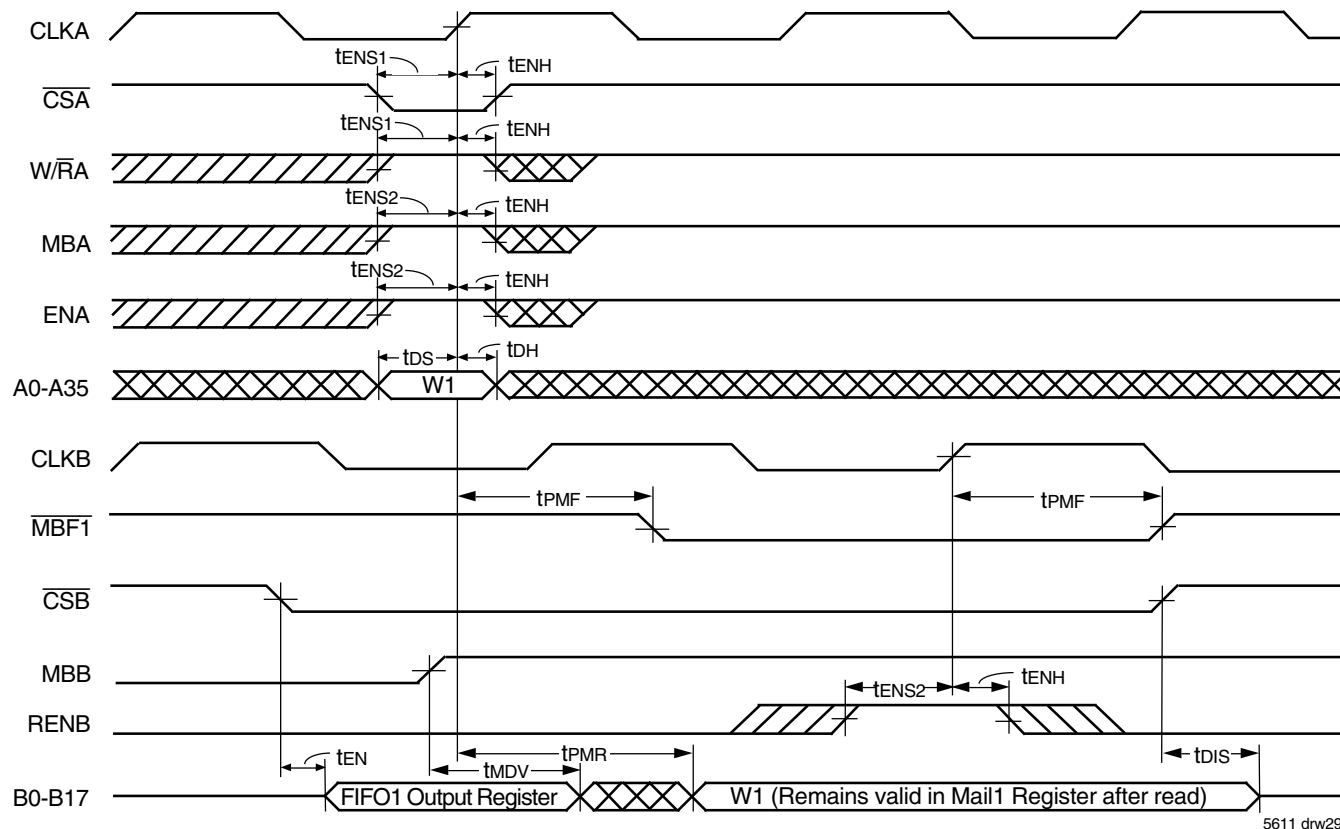 CLKA
tENS1
tENH
CSA
tENS1
tENH
W/RA
tENS2
tENH
MBA
tENS2
tENH
ENA
tDS
tDH
A0-A35
W1
CLKB
tPMF
tPMF
MBF1
CSB
MBB
tENS2
tENH
RENB
tEN
tMDV
tPMR
tDIS
B0-B17
FIFO1 Output Register
W1 (Remains valid in Mail1 Register after read)
5611 drw29